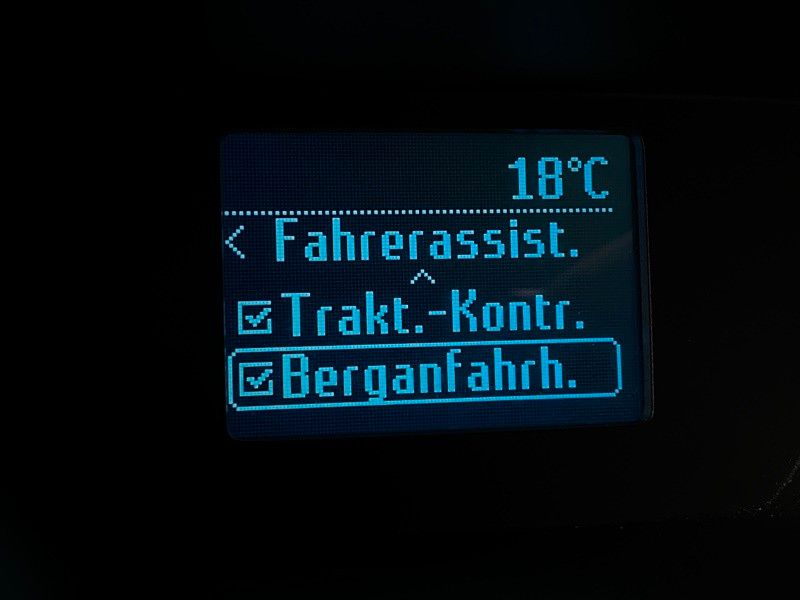 18°C
< Fahrerassist.
Trakt.-Kontr.
Berganfahrh.